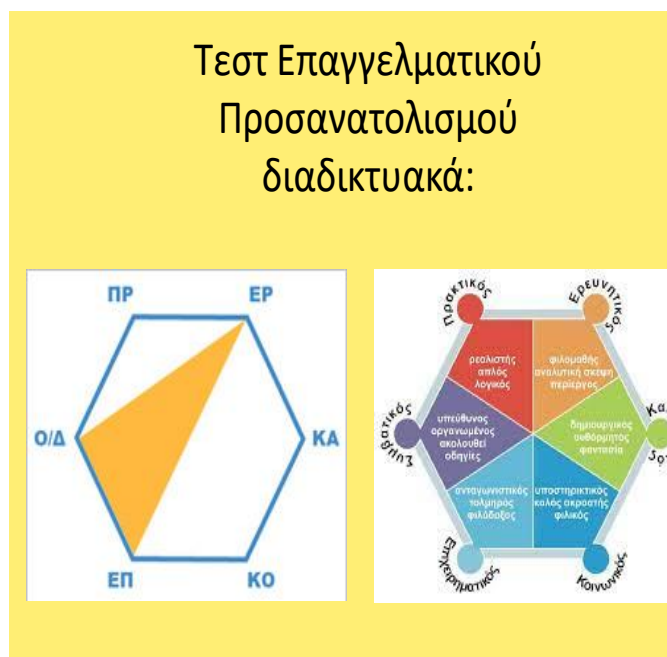 Τεστ Επαγγελματικού
Προσανατολισμού
διαδικτυακά:
ΠΡ ΕΡ
Ο/Δ ΚΑ
ΕΠ ΚΟ
Πρακτικός
Ερευνητικός
ρεαλιστής
απλός
λογικός
φιλομαθής
αναλυτική σκέψη
περίεργος
Συμβατικός
υπεύθυνος
οργανωμένος
ακολουθεί
οδηγίες
δημιουργικός
αυθόρμητος
φαντασία
ανταγωνιστικός
τολμηρός
φιλόδοξος
υποστηρικτικός
καλός ακροατής
φιλικός
Επιχειρηματικός
Κοινωνικός